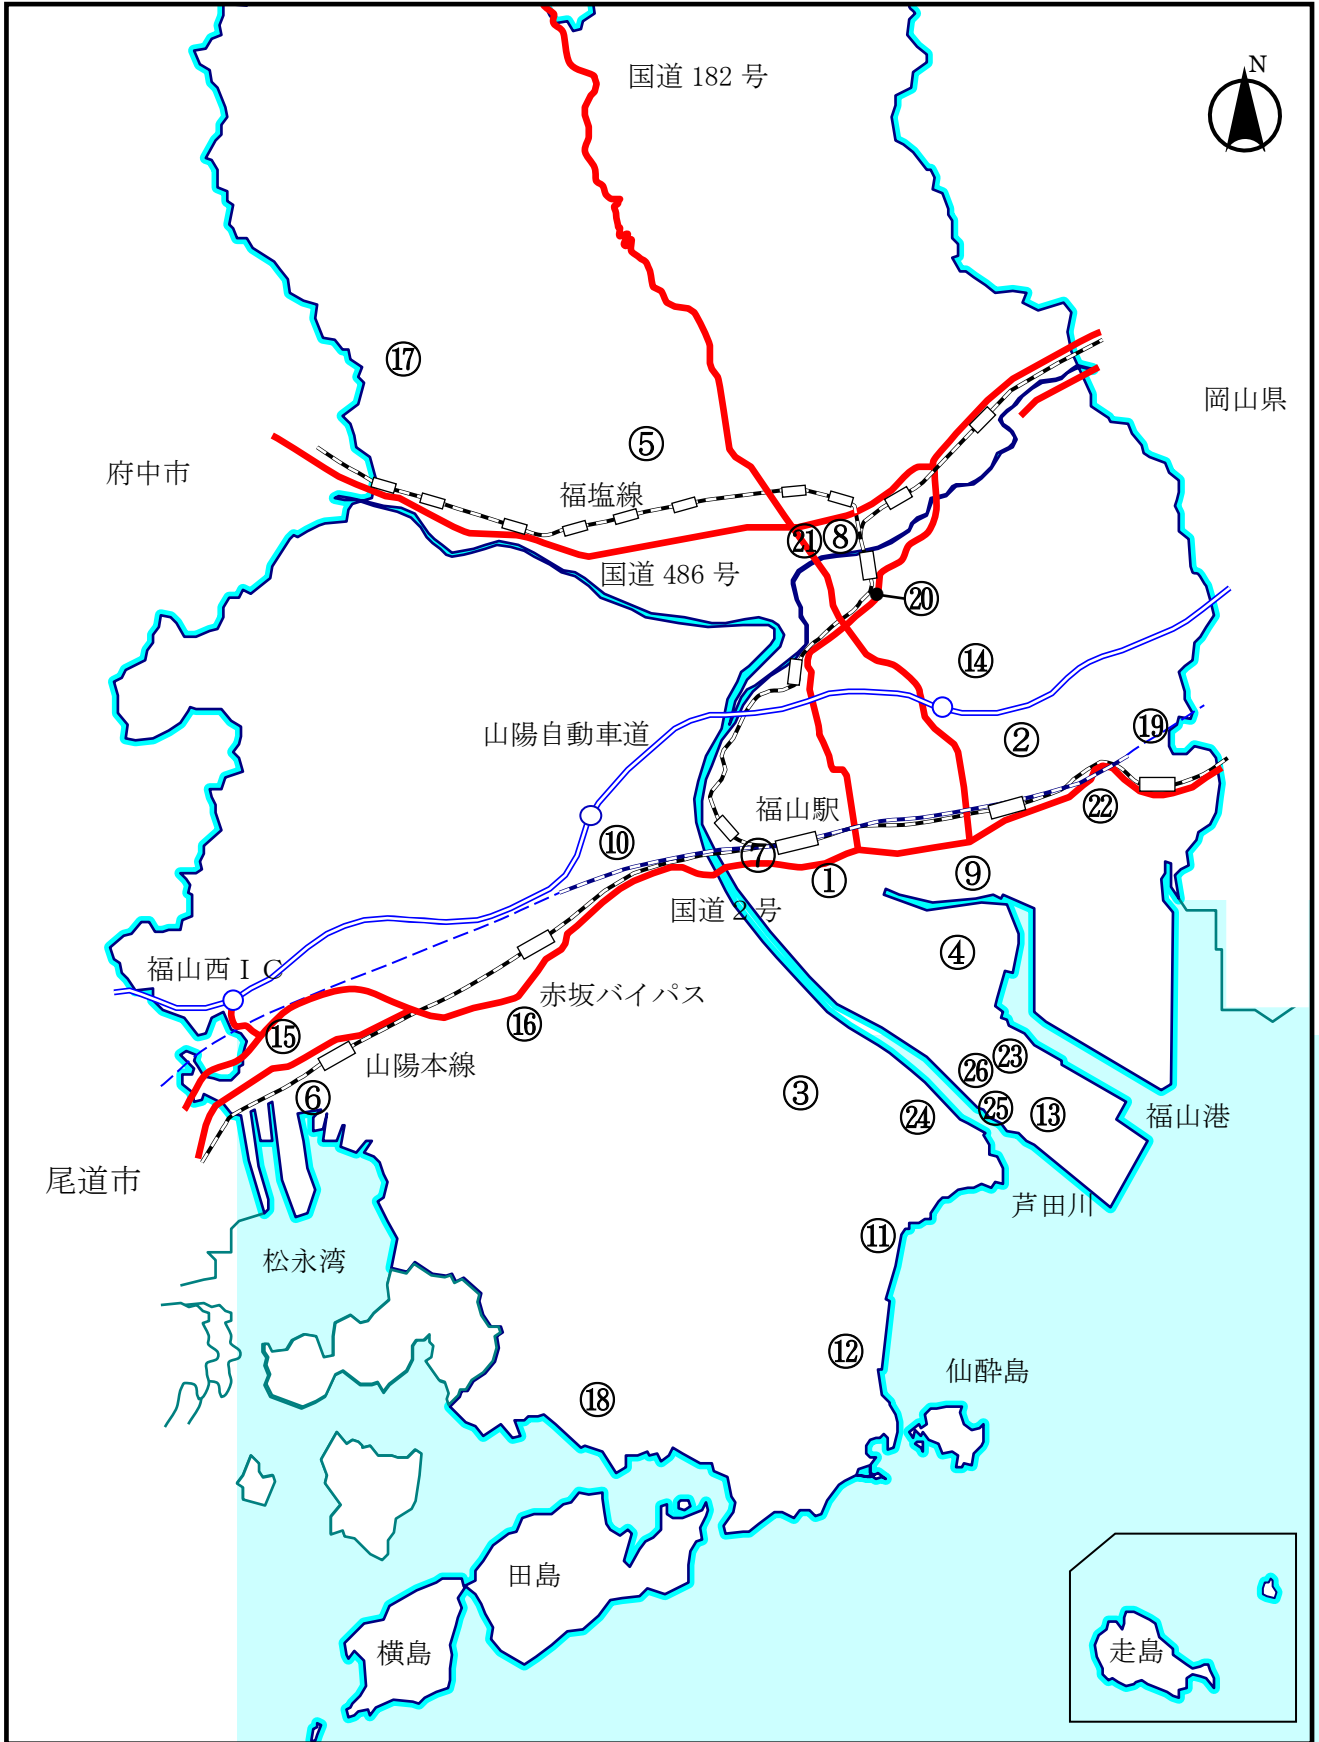 国道 182 号
N
⑰
岡山県
⑤
府中市
福塩線
㉑
⑧
国道 486 号
⑳
⑭
⑲
山陽自動車道
②
福山駅
㉒
⑩
⑦
①
⑨
国道 2 号
④
福山西ＩＣ
赤坂バイパス
⑯
⑮
山陽本線
㉓
㉖
③
⑥
㉕
⑬
㉔
福山港
尾道市
芦田川
⑪
松永湾
⑫
仙酔島
⑱
田島
横島
走島